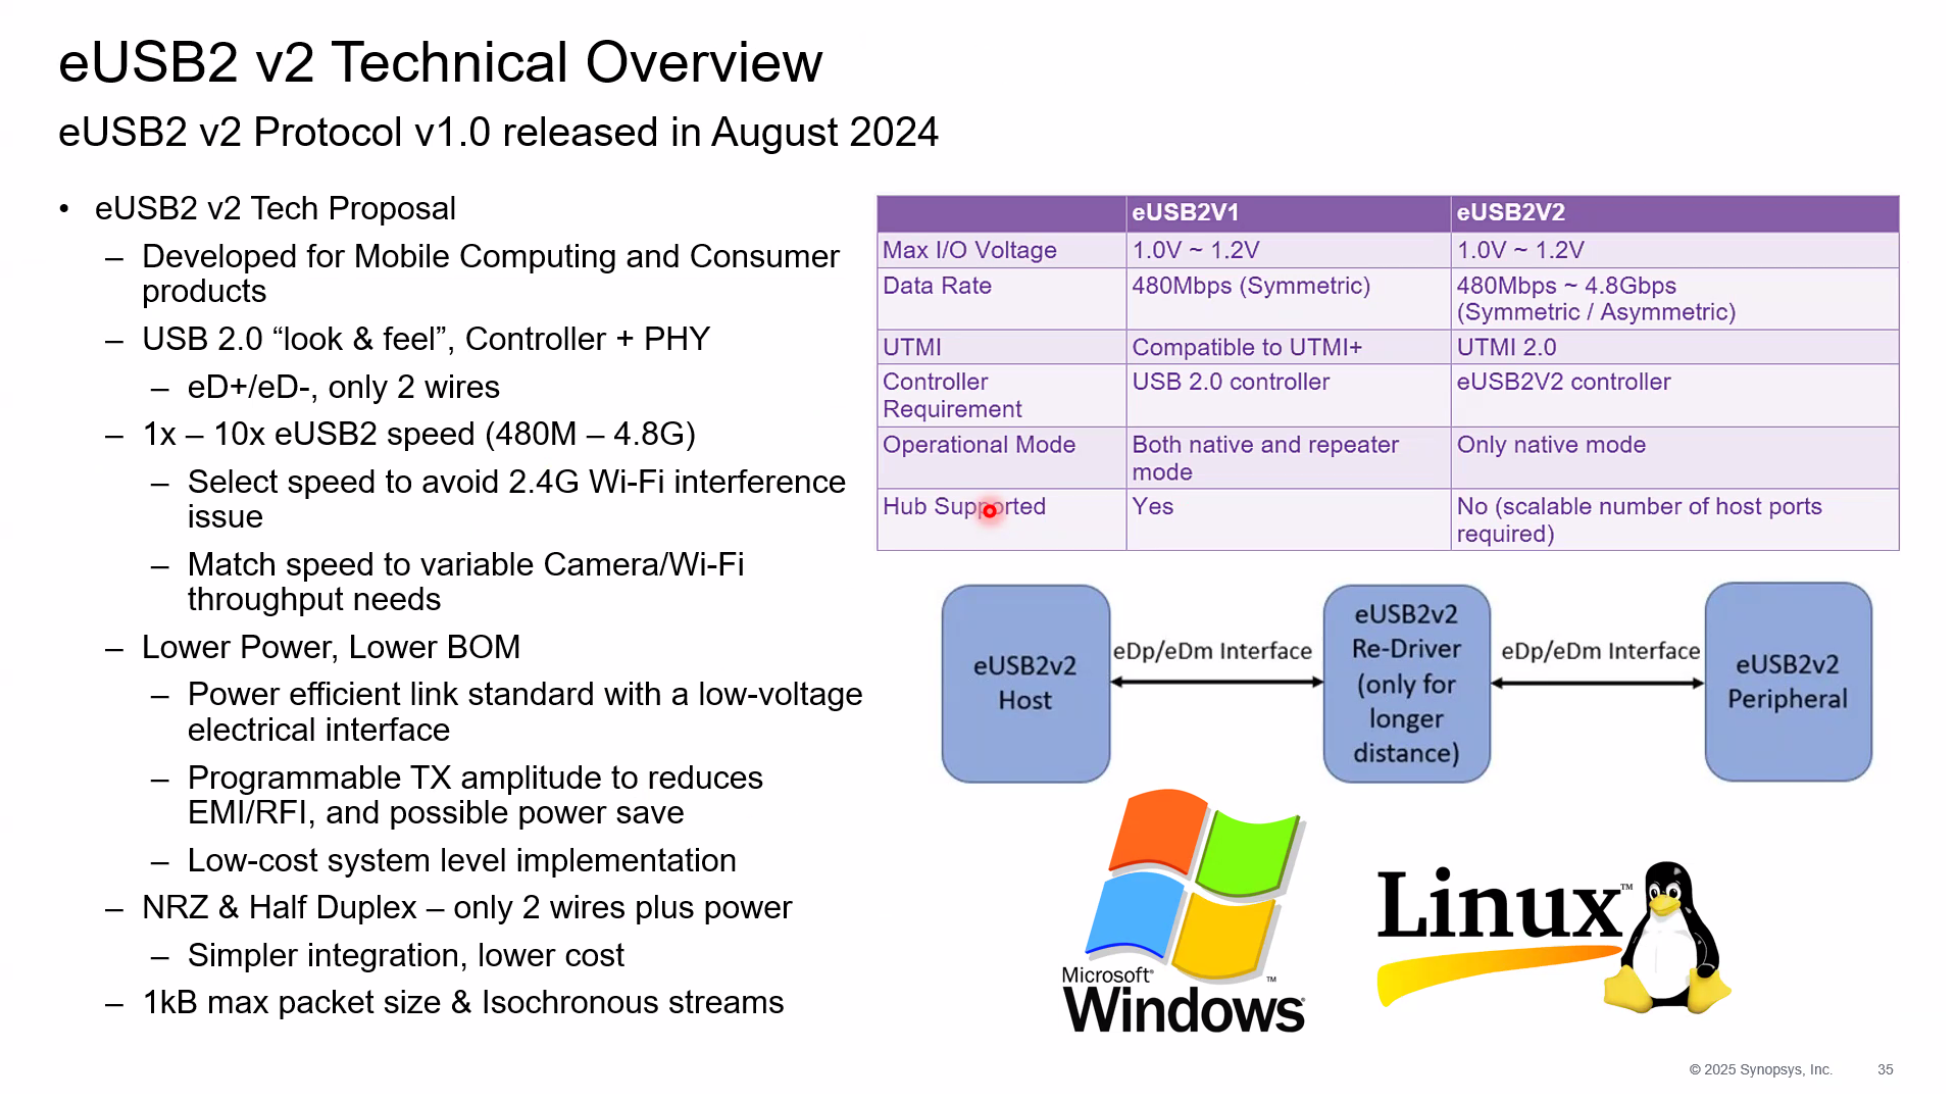 eUSB2 v2 Technical Overview
eUSB2 v2 Protocol v1.0 released in August 2024
• eUSB2 v2 Tech Proposal
– Developed for Mobile Computing and Consumer
products
– USB 2.0 “look & feel”, Controller + PHY
– eD+/eD-, only 2 wires
– 1x – 10x eUSB2 speed (480M – 4.8G)
– Select speed to avoid 2.4G Wi-Fi interference
issue
– Match speed to variable Camera/Wi-Fi
throughput needs
– Lower Power, Lower BOM
– Power efficient link standard with a low-voltage
electrical interface
– Programmable TX amplitude to reduces
EMI/RFI, and possible power save
– Low-cost system level implementation
– NRZ & Half Duplex – only 2 wires plus power
– Simpler integration, lower cost
– 1kB max packet size & Isochronous streams
eUSB2V1 eUSB2V2
Max I/O Voltage 1.0V ~ 1.2V 1.0V ~ 1.2V
Data Rate 480Mbps (Symmetric) 480Mbps ~ 4.8Gbps
(Symmetric / Asymmetric)
UTMI Compatible to UTMI+ UTMI 2.0
Controller USB 2.0 controller eUSB2V2 controller
Requirement
Operational Mode Both native and repeater Only native mode
mode
Hub Supported Yes No (scalable number of host ports
required)
eUSB2v2
Host
eDp/eDm Interface
eUSB2v2
Re-Driver
(only for
longer
distance)
eDp/eDm Interface
eUSB2v2
Peripheral
Microsoft®
Windows®
™
Linux™
© 2025 Synopsys, Inc. 35